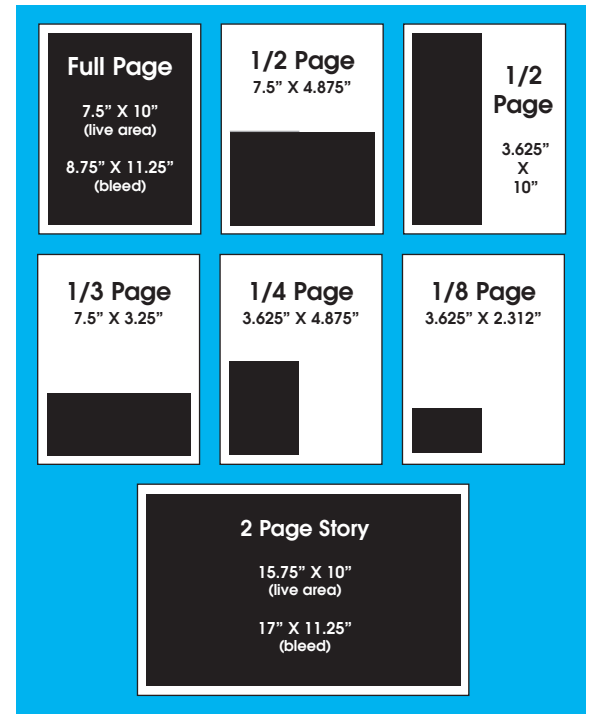 Full Page
7.5” X 10”
(live area)
8.75” X 11.25”
(bleed)
1/2 Page
7.5” X 4.875”
1/2
Page
3.625”
X
10”
1/3 Page
7.5” X 3.25”
1/4 Page
3.625” X 4.875”
1/8 Page
3.625” X 2.312”
2 Page Story
15.75” X 10”
(live area)
17” X 11.25”
(bleed)